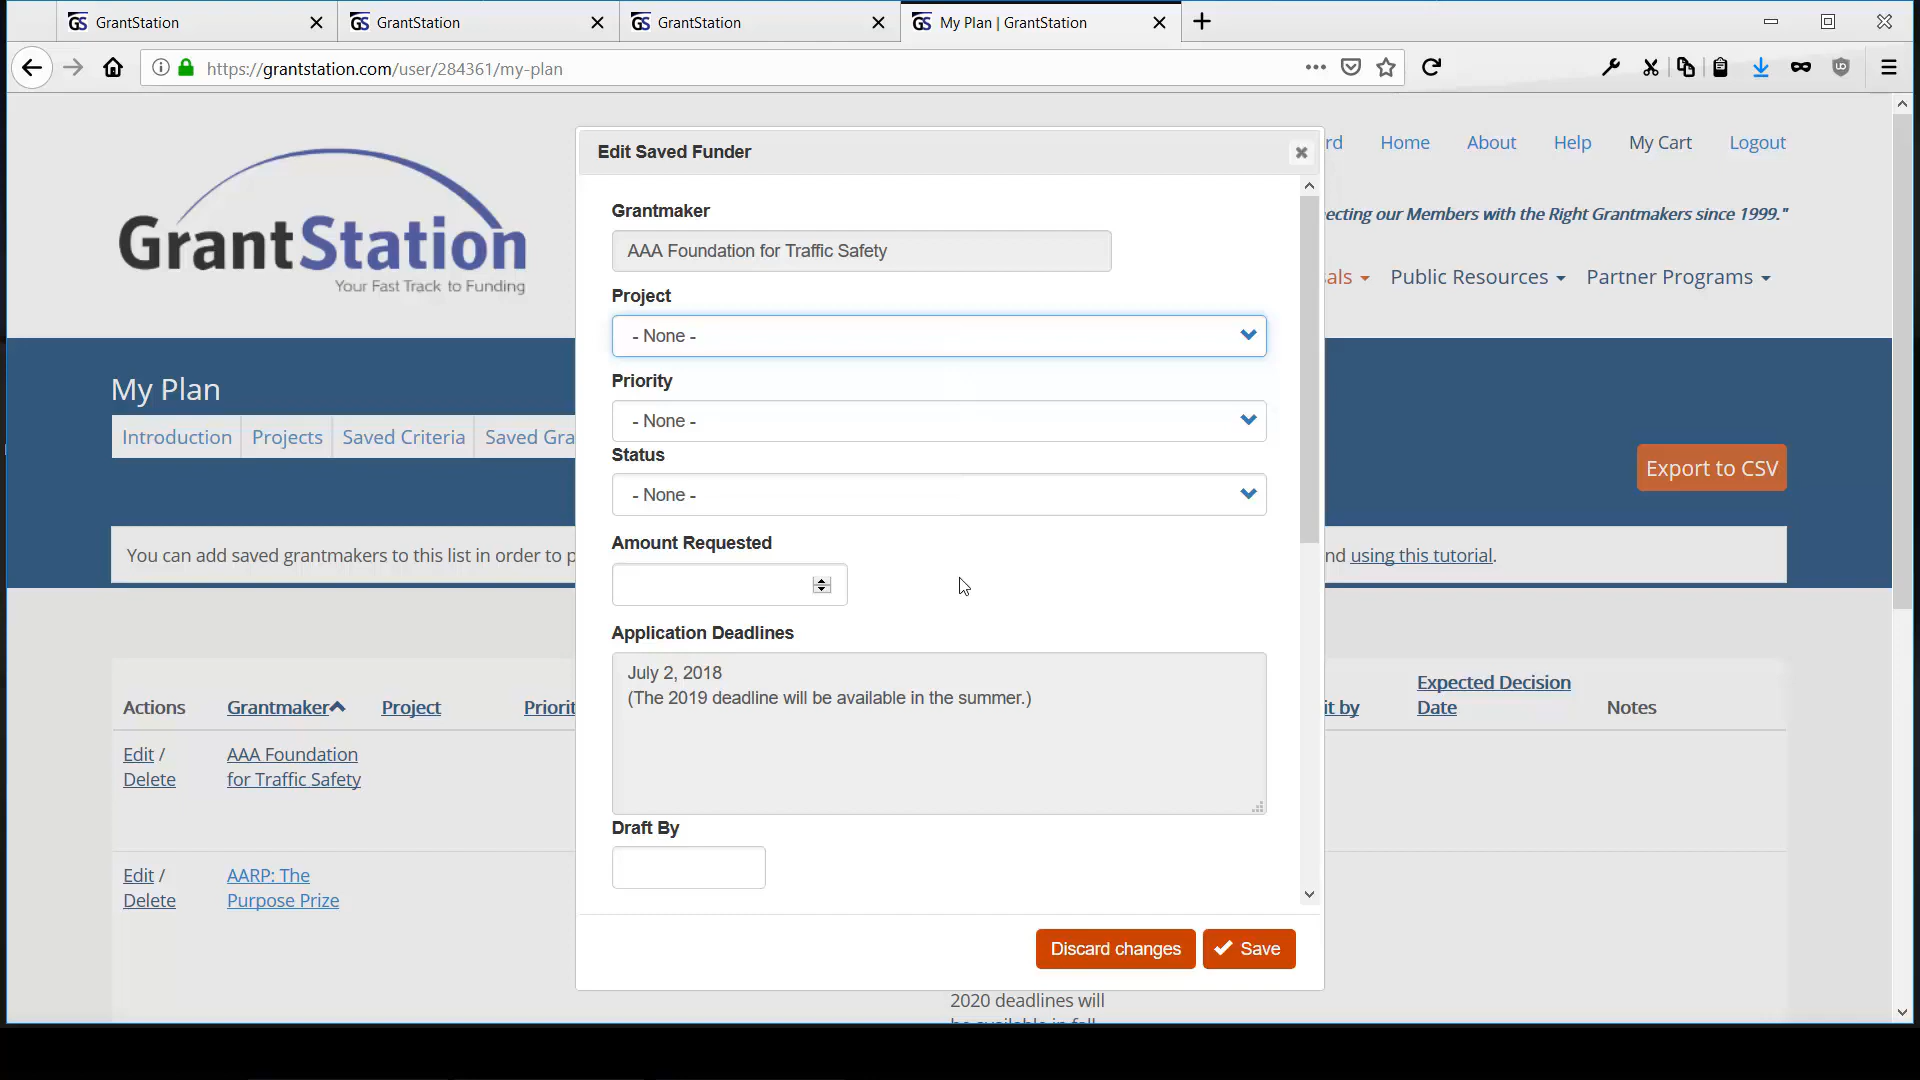 GrantStation
GrantStation
GrantStation
My Plan | GrantStation
https://grantstation.com/user/284361/my-plan
Edit Saved Funder
rd Home About Help My Cart Logout
GrantStation
Your Fast Track to Funding
ecting our Members with the Right Grantmakers since 1999."
als Public Resources Partner Programs
Grantmaker
AAA Foundation for Traffic Safety
Project
- None -
Priority
- None -
Status
- None -
Amount Requested
Application Deadlines
July 2, 2018
(The 2019 deadline will be available in the summer.)
Draft By
Discard changes
Save
My Plan
Introduction Projects Saved Criteria Saved Gra
Export to CSV
You can add saved grantmakers to this list in order to p
nd using this tutorial.
Actions Grantmaker Project Priorit
it by Expected Decision Date Notes
Edit / Delete
AAA Foundation
for Traffic Safety
Edit / Delete
AARP: The
Purpose Prize
2020 deadlines will